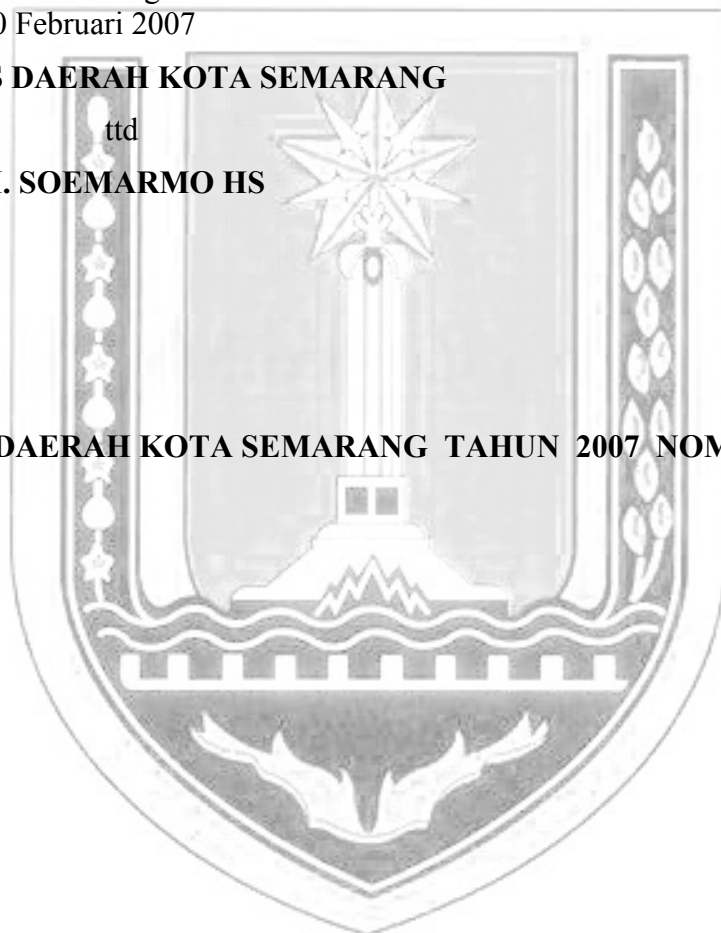 0 Februari 2007
S DAERAH KOTA SEMARANG
ttd
. SOEMARMO HS
DAERAH KOTA SEMARANG TAHUN 2007 NOM